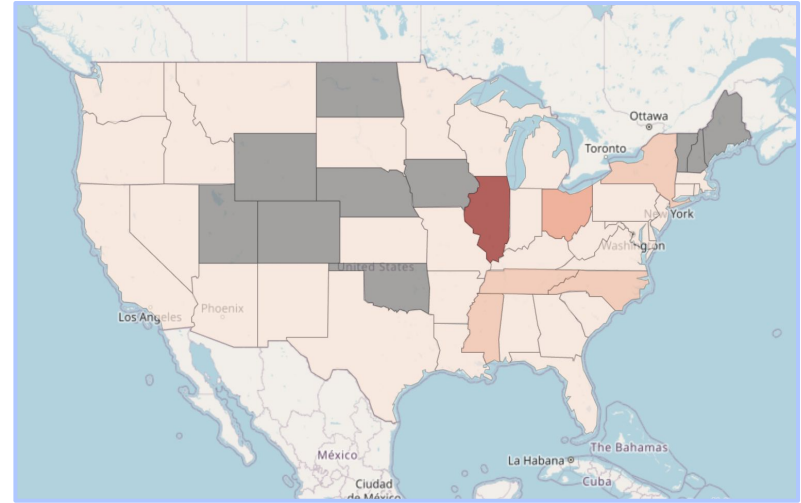 Ottawa
Toronto
New York
Washington
United States
Los Angeles
Phoenix
México
La Habana
The Bahamas
Cuba
Ciudad
de México